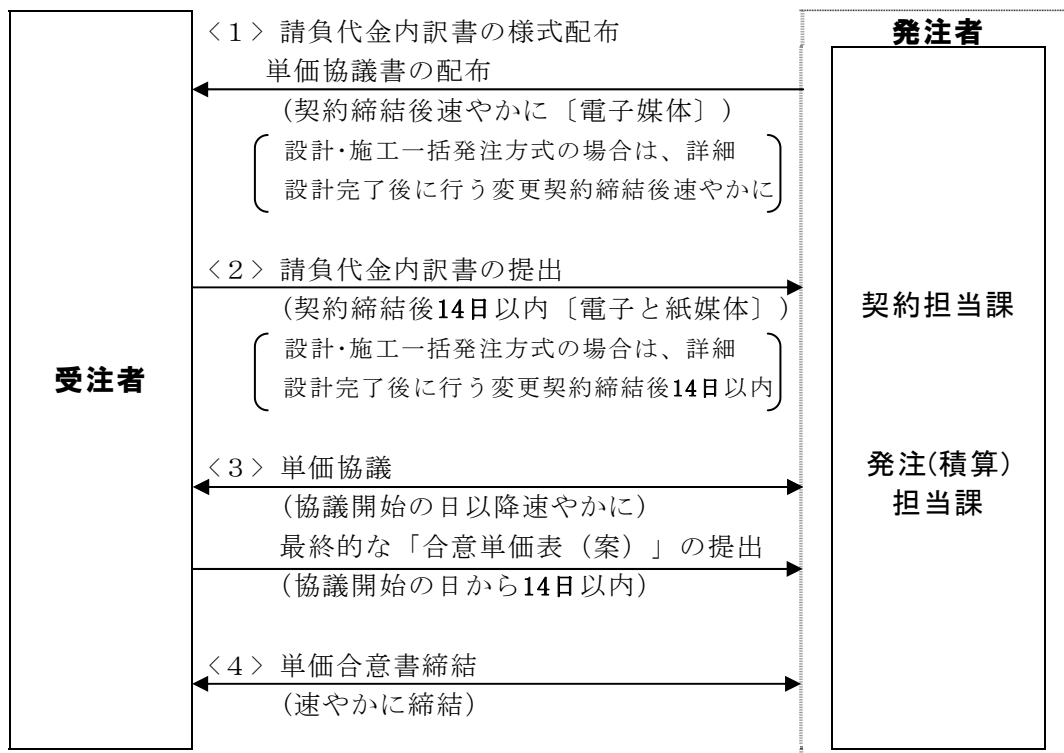 発注者
<1> 請負代金内訳書の様式配布
単価協議書の配布
(契約締結後速やかに〔電子媒体〕)
設計・施工一括発注方式の場合は、詳細
設計完了後に行う変更契約締結後速やかに
<2> 請負代金内訳書の提出
(契約締結後14日以内〔電子と紙媒体〕)
設計・施工一括発注方式の場合は、詳細
設計完了後に行う変更契約締結後14日以内
受注者
契約担当課
<3> 単価協議
(協議開始の日以降速やかに)
最終的な「合意単価表(案)」の提出
(協議開始の日から14日以内)
発注(積算)
担当課
<4> 単価合意書締結
(速やかに締結)